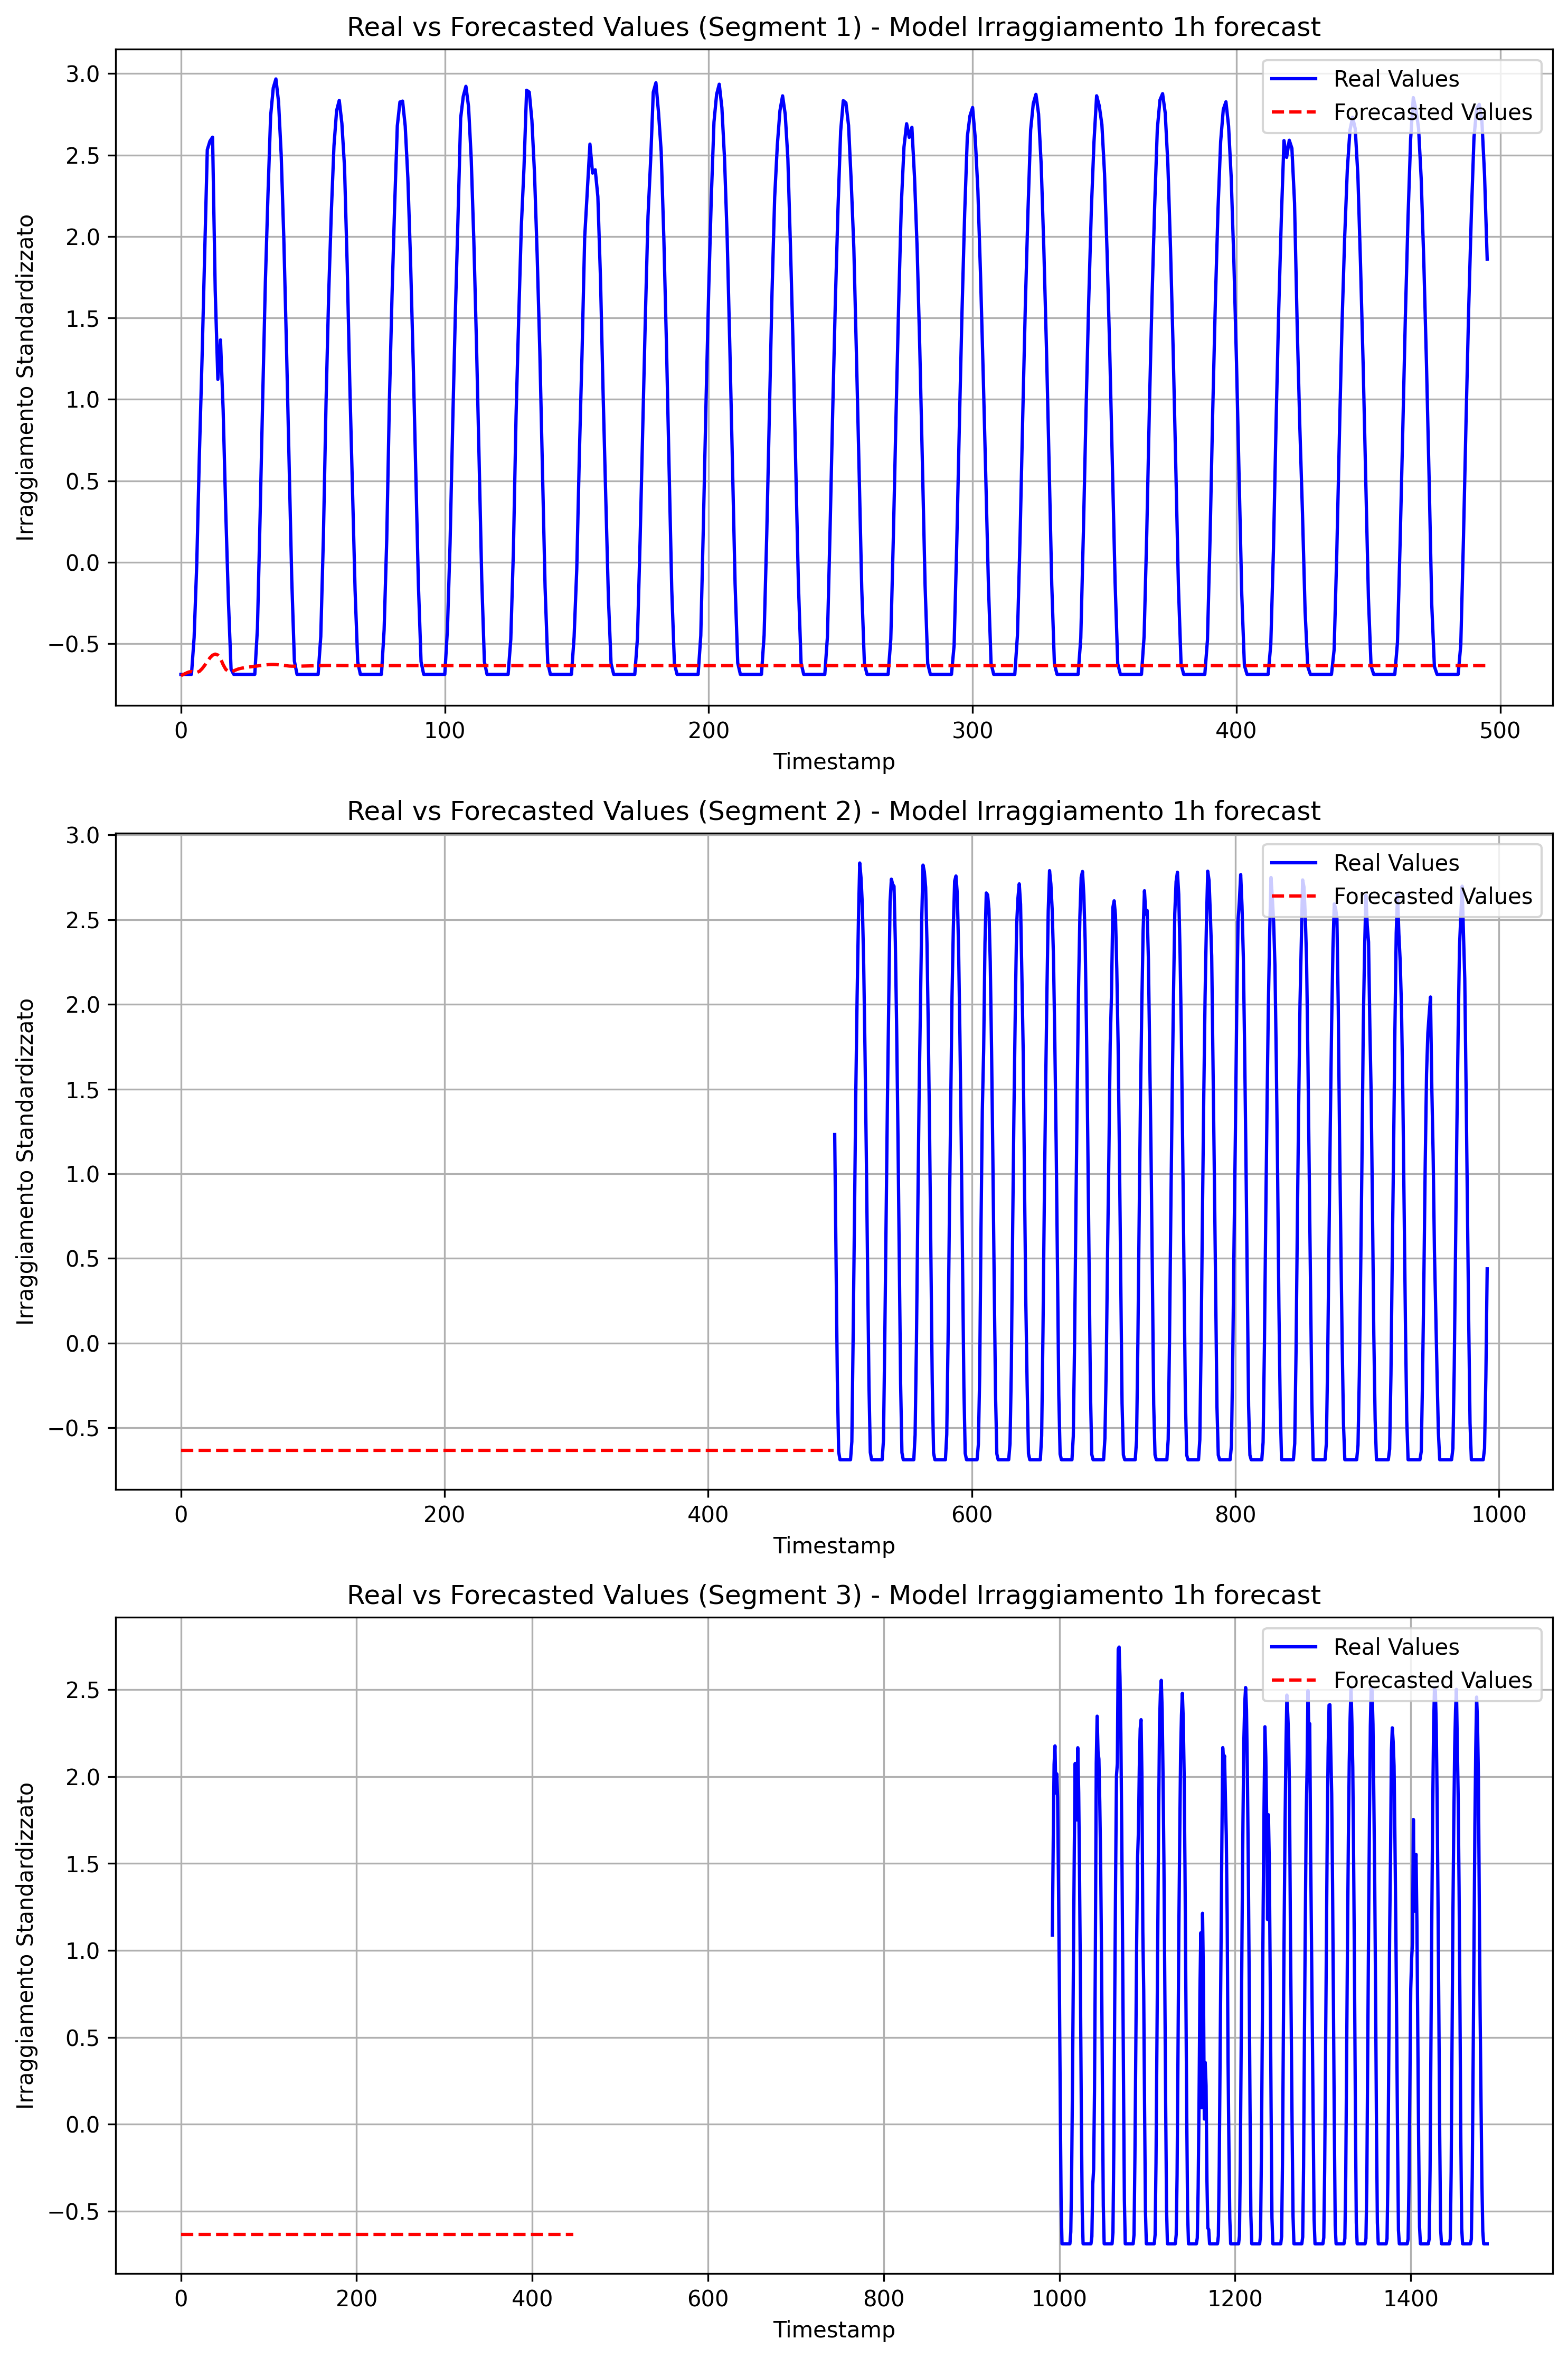 Real vs Forecasted Values (Segment 1) - Model Irraggiamento 1h forecast
Real Values
Forecasted Values
Irraggiamento Standardizzato
3.0
2.5
2.0
1.5
1.0
0.5
0.0
−0.5
0 100 200 300 400 500
Timestamp
Real vs Forecasted Values (Segment 2) - Model Irraggiamento 1h forecast
Real Values
Forecasted Values
Irraggiamento Standardizzato
3.0
2.5
2.0
1.5
1.0
0.5
0.0
−0.5
0 200 400 600 800 1000
Timestamp
Real vs Forecasted Values (Segment 3) - Model Irraggiamento 1h forecast
Real Values
Forecasted Values
Irraggiamento Standardizzato
2.5
2.0
1.5
1.0
0.5
0.0
−0.5
0 200 400 600 800 1000 1200 1400
Timestamp